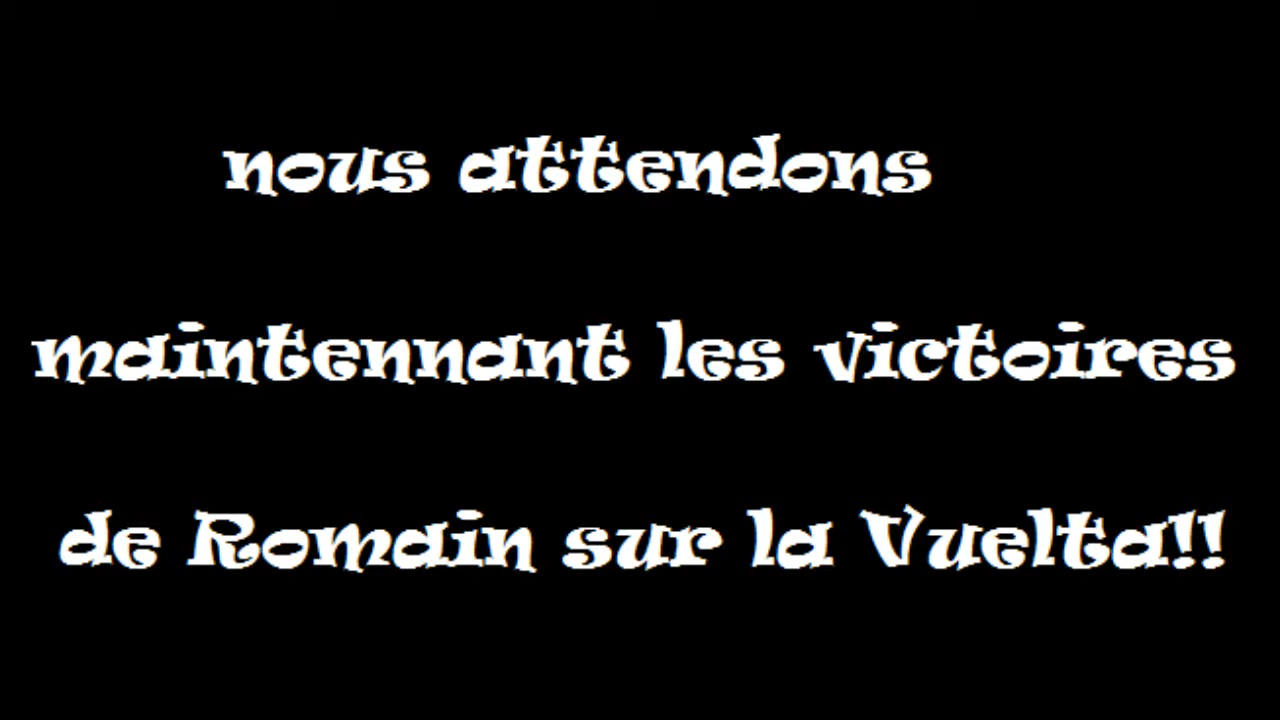 nous attendons
maintennant les victoires
de Romain sur la Vuelta!!